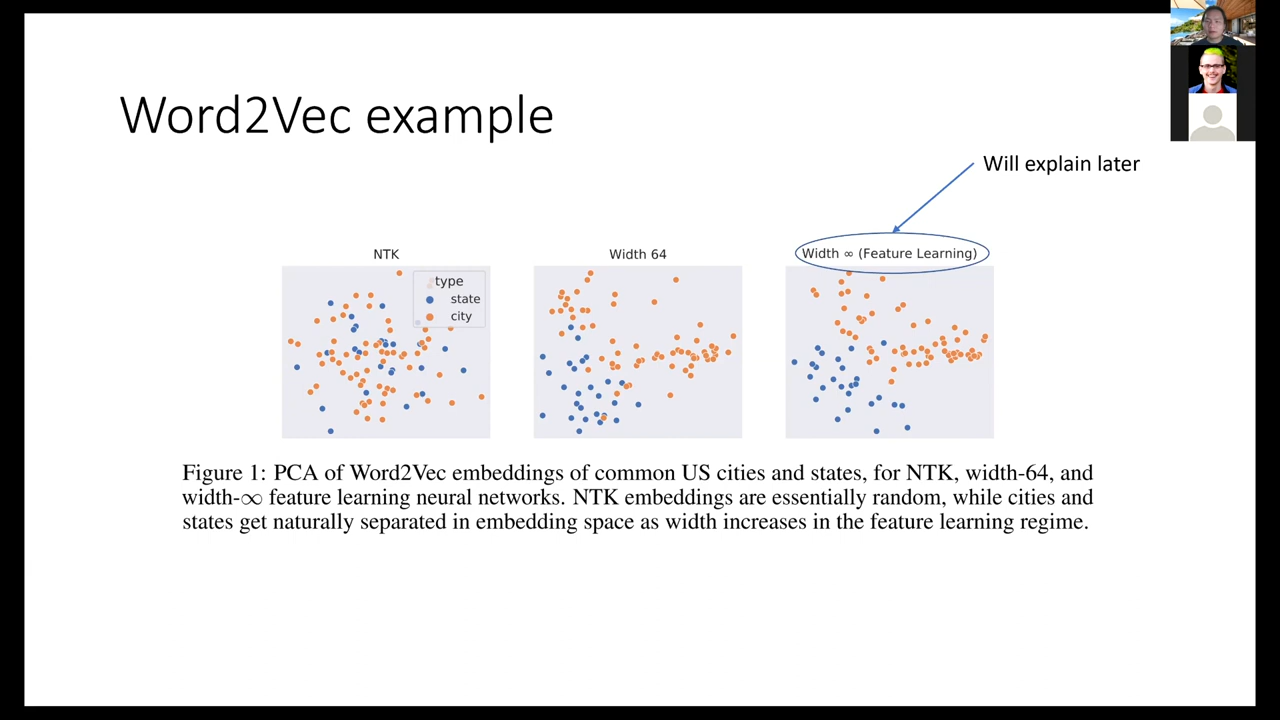 Word2Vec example
Will explain later
NTK
Width 64
Width ∞ (Feature Learning)
type
state
city
Figure 1: PCA of Word2Vec embeddings of common US cities and states, for NTK, width-64, and
width-∞ feature learning neural networks. NTK embeddings are essentially random, while cities and
states get naturally separated in embedding space as width increases in the feature learning regime.